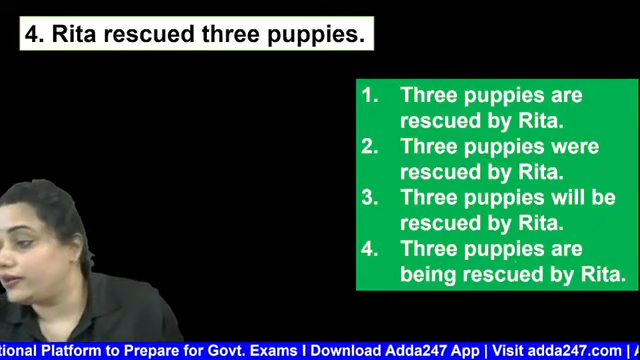 4. Rita rescued three puppies.
1. Three puppies are
rescued by Rita.
2. Three puppies were
rescued by Rita.
3. Three puppies will be
rescued by Rita.
4. Three puppies are
being rescued by Rita.
tional Platform to Prepare for Govt. Exams I Download Adda247 App | Visit adda247.com |